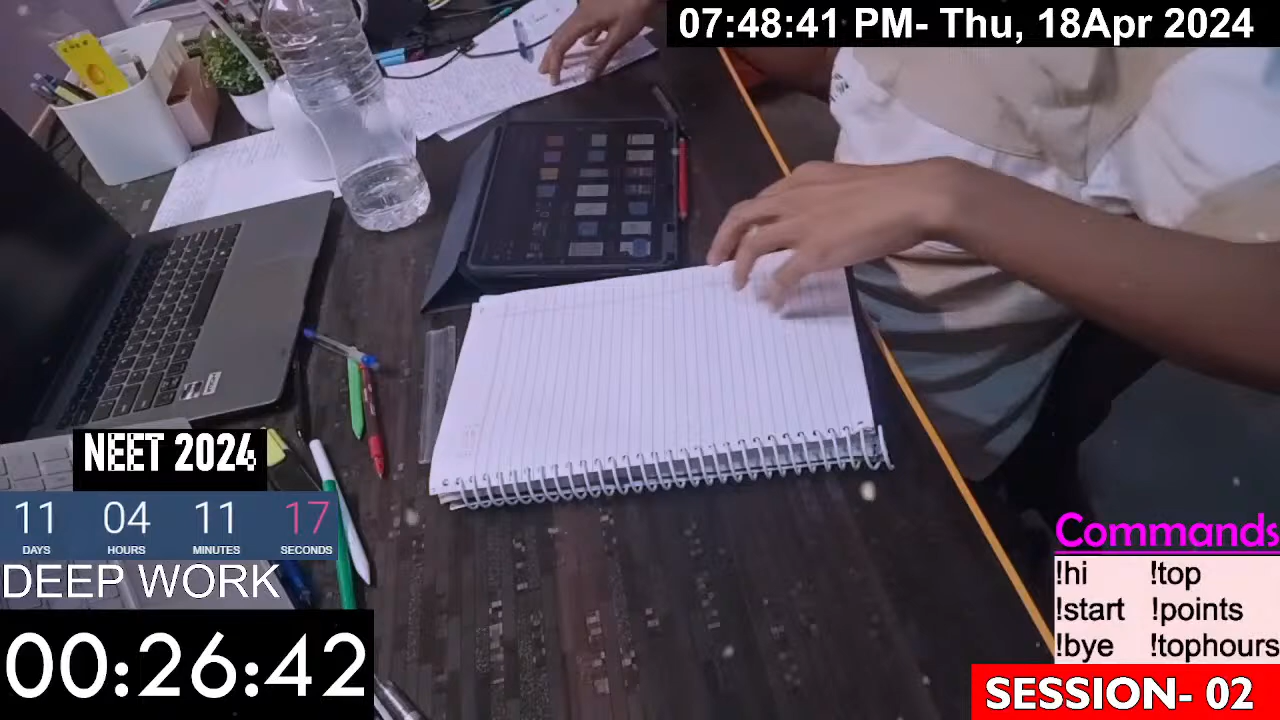 07:48:41 PM- Thu, 18Apr 2024
NEET 2024
11 04 11 17
DAYS HOURS MINUTES SECONDS
DEEP WORK
00:26:42
Commands
!hi !top
!start !points
!bye !tophours
SESSION- 02